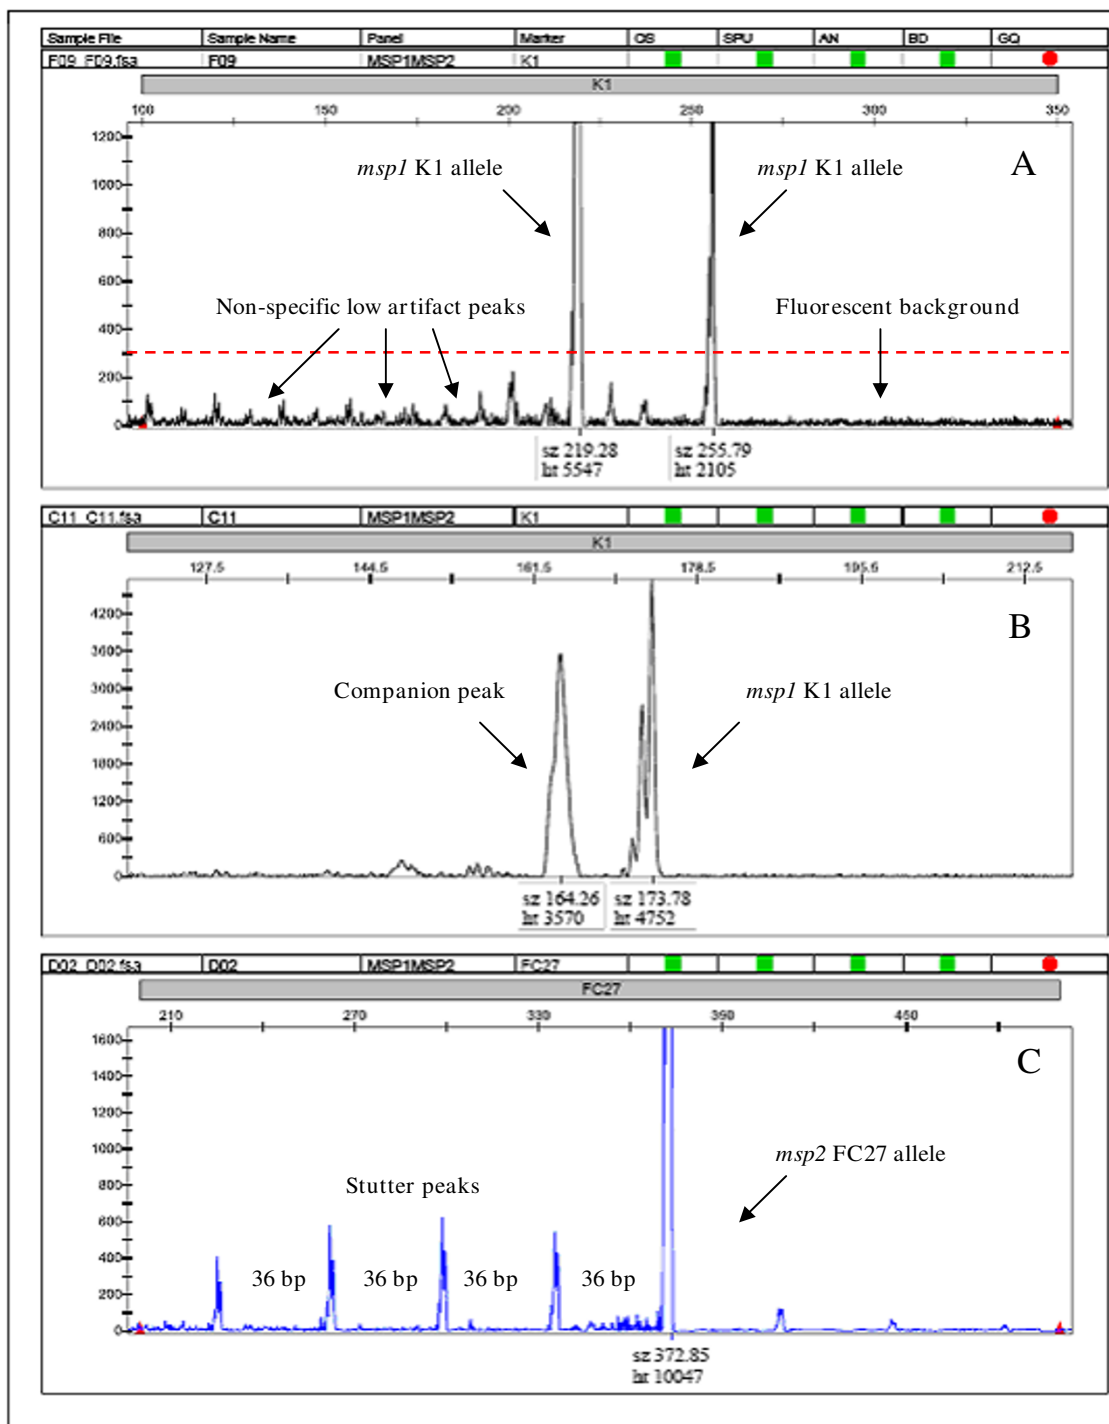 Sample File Sample Name Panel Marker OS SPU AN BD GQ
F09_F09.fsa F09 MSP1MSP2 K1
K1
100 150 200 250 300 350
1200
1000
800
600
400
200
0
A
msp1 K1 allele
msp1 K1 allele
Non-specific low artifact peaks
Fluorescent background
sz 219.28
ht 5547
sz 255.79
ht 2105
C11_C11.fsa C11 MSP1MSP2 K1
K1
127.5 144.5 161.5 178.5 195.5 212.5
4200
3600
3000
2400
1800
1200
600
0
B
Companion peak
msp1 K1 allele
sz 164.26
ht 3570
sz 173.78
ht 4752
D02_D02.fsa D02 MSP1MSP2 FC27
FC27
210 270 330 390 450
1600
1400
1200
1000
800
600
400
200
0
C
msp2 FC27 allele
Stutter peaks
36 bp 36 bp 36 bp 36 bp
sz 372.85
ht 10047